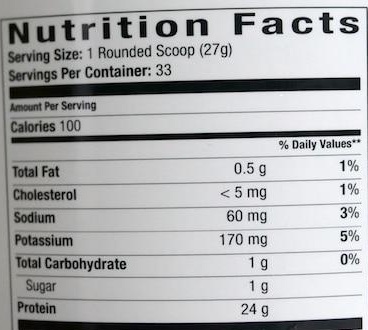 Nutrition Facts
Serving Size: 1 Rounded Scoop (27g)
Servings Per Container: 33
Amount Per Serving
Calories 100
% Daily Values**
Total Fat 0.5 g 1%
Cholesterol < 5 mg 1%
Sodium 60 mg 3%
Potassium 170 mg 5%
Total Carbohydrate 1 g 0%
Sugar 1 g
Protein 24 g